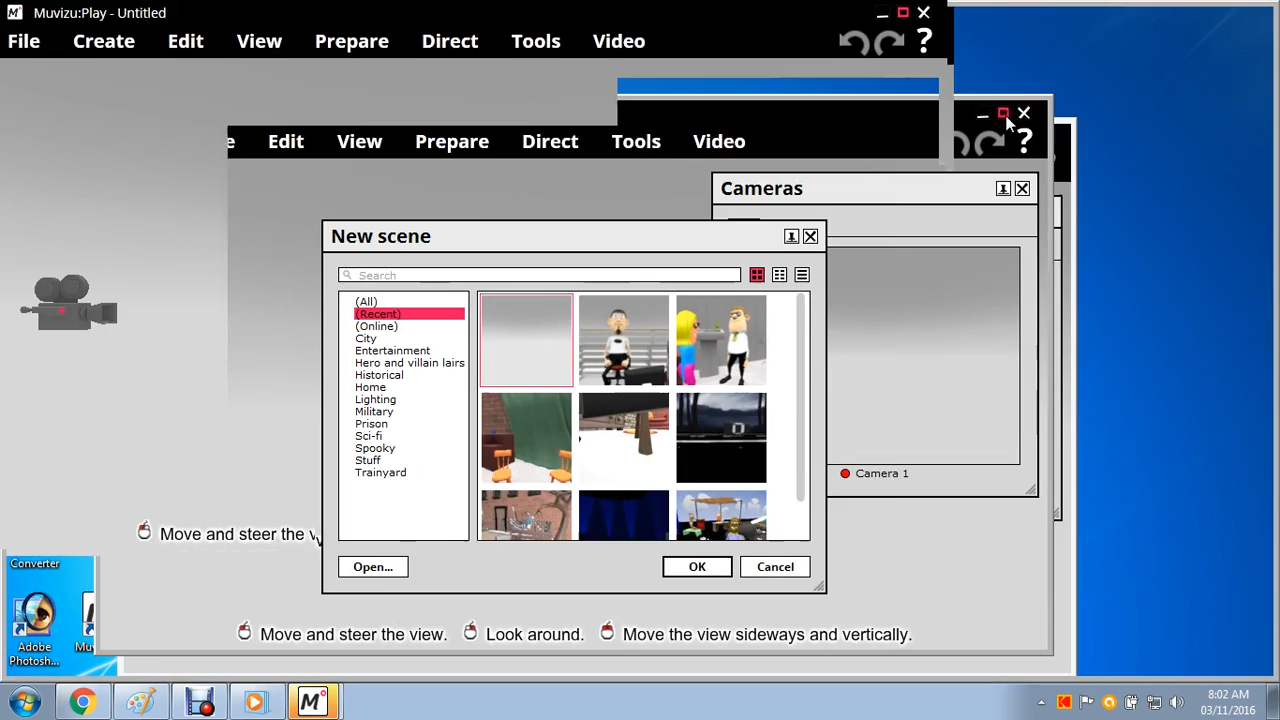 Muvizu:Play - Untitled
File Create Edit View Prepare Direct Tools Video ?
e Edit View Prepare Direct Tools Video ?
Cameras
New scene
Search
(All)
(Recent)
(Online)
City
Entertainment
Hero and villain lairs
Historical
Home
Lighting
Military
Prison
Sci-fi
Spooky
Stuff
Trainyard
Camera 1
Open... OK Cancel
Move and steer the v
Move and steer the view. Look around. Move the view sideways and vertically.
Converter
Adobe
Photosh...
Muv
8:02 AM
03/11/2016